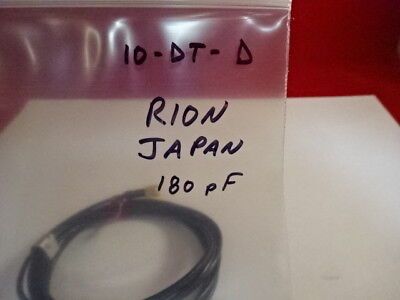 10-DT-D
RION
JAPAN
180 pF